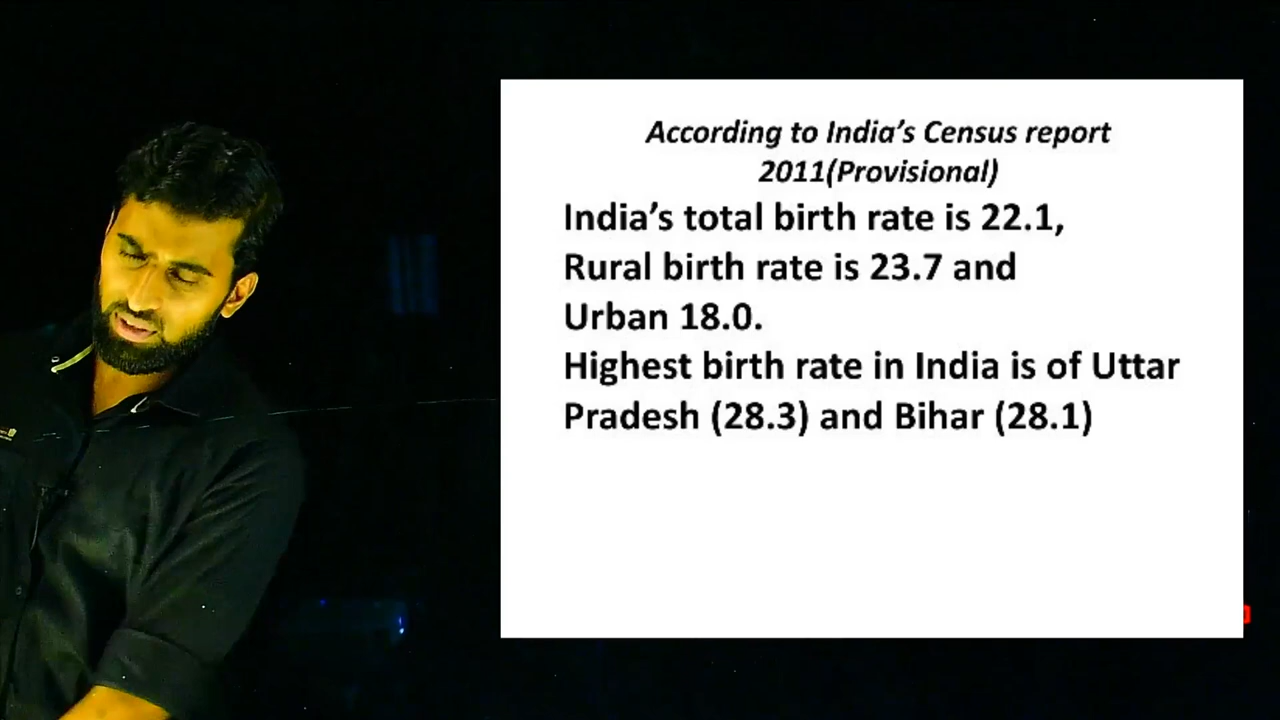 According to India's Census report
2011(Provisional)
India's total birth rate is 22.1,
Rural birth rate is 23.7 and
Urban 18.0.
Highest birth rate in India is of Uttar
Pradesh (28.3) and Bihar (28.1)